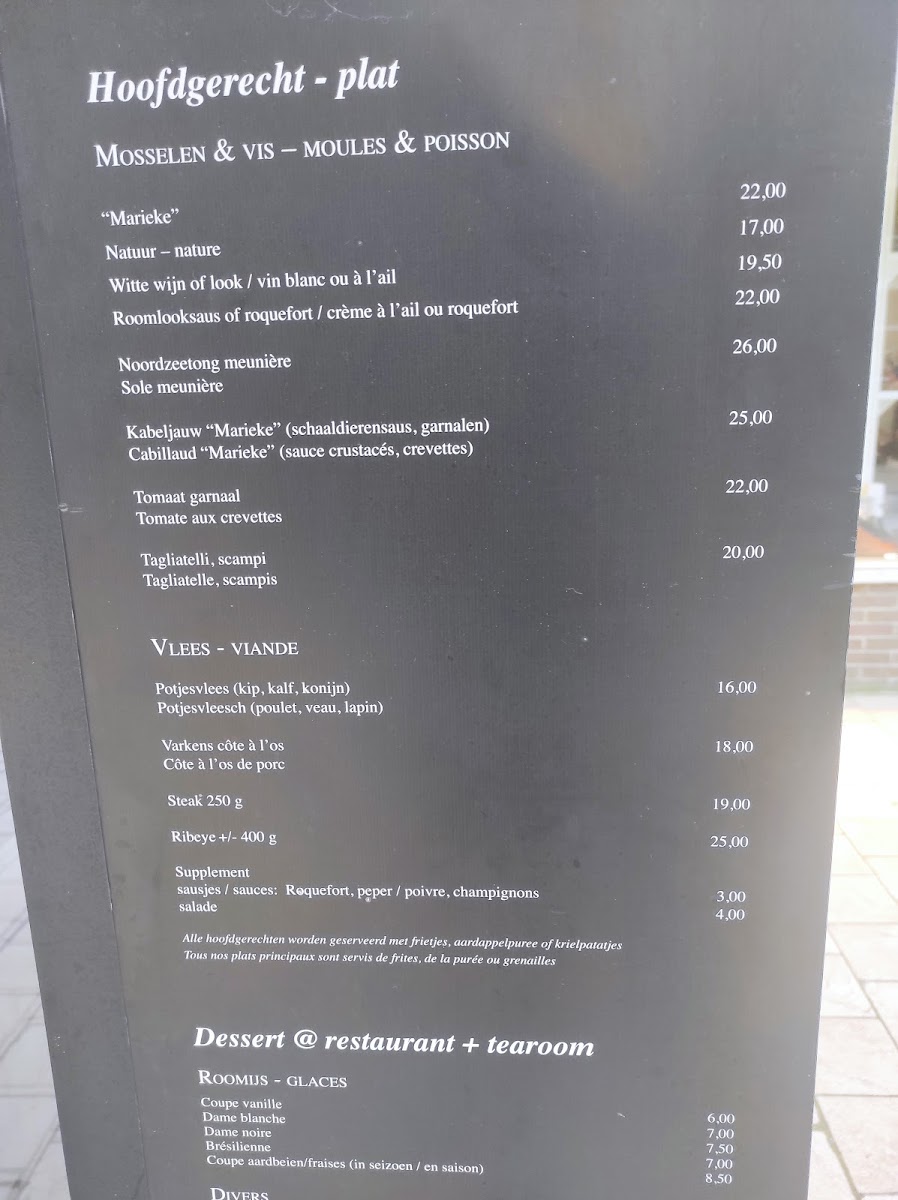 Hoofdgerecht - plat
MOSSELEN & VIS – MOULES & POISSON
“Marieke” 22,00
Natuur – nature 17,00
Witte wijn of look / vin blanc ou à l’ail 19,50
Roomlooksaus of roquefort / crème à l’ail ou roquefort 22,00
Noordzeetong meunière 26,00
Sole meunière
Kabeljauw “Marieke” (schaaldierensaus, garnalen) 25,00
Cabillaud “Marieke” (sauce crustacés, crevettes)
Tomaat garnaal 22,00
Tomate aux crevettes
Tagliatelli, scampi 20,00
Tagliatelle, scampis
VLEES - VIANDE
Potjesvlees (kip, kalf, konijn) 16,00
Potjesvleesch (poulet, veau, lapin)
Varkens côte à l’os 18,00
Côte à l’os de porc
Steak 250 g 19,00
Ribeye +/- 400 g 25,00
Supplement
sausjes / sauces: Roquefort, peper / poivre, champignons 3,00
salade 4,00
Alle hoofdgerechten worden geserveerd met frietjes, aardappelpuree of krielpatatjes
Tous nos plats principaux sont servis de frites, de la purée ou grenailles
Dessert @ restaurant + tearoom
ROOMIJS - GLACES
Coupe vanille 6,00
Dame blanche 7,00
Dame noire 7,50
Brésilienne 7,00
Coupe aardbeien/fraises (in seizoen / en saison) 8,50
DIVERS